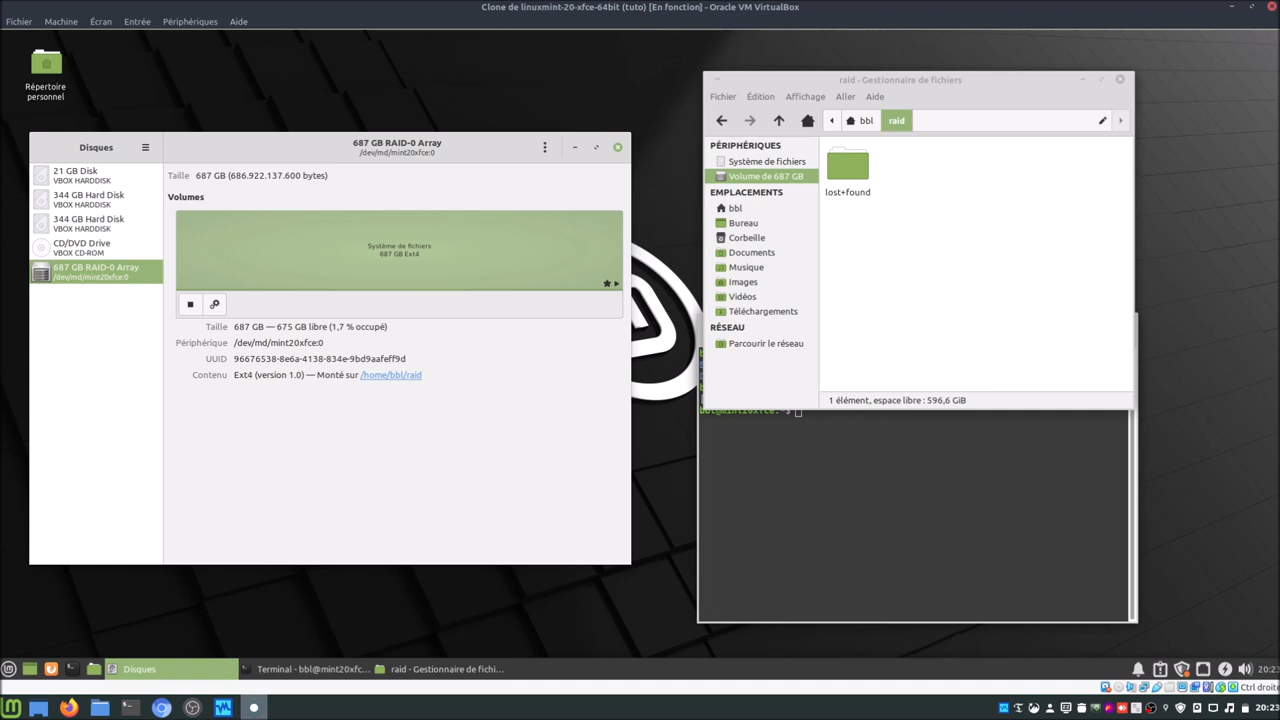 Clone de linuxmint-20-xfce-64bit (tuto) [En fonction] - Oracle VM VirtualBox
Fichier Machine Écran Entrée Périphériques Aide
Répertoire
personnel
Disques
687 GB RAID-0 Array
/dev/md/mint20xfce:0
21 GB Disk
VBOX HARDDISK
344 GB Hard Disk
VBOX HARDDISK
344 GB Hard Disk
VBOX HARDDISK
CD/DVD Drive
VBOX CD-ROM
687 GB RAID-0 Array
/dev/md/mint20xfce:0
Taille 687 GB (686.922.137.600 bytes)
Volumes
Système de fichiers
687 GB Ext4
Taille 687 GB — 675 GB libre (1,7 % occupé)
Périphérique /dev/md/mint20xfce:0
UUID 96676538-8e6a-4138-834e-9bd9aafeff9d
Contenu Ext4 (version 1.0) — Monté sur /home/bbl/raid
raid - Gestionnaire de fichiers
Fichier Édition Affichage Aller Aide
bbl raid
PÉRIPHÉRIQUES
Système de fichiers
Volume de 687 GB
EMPLACEMENTS
bbl
Bureau
Corbeille
Documents
Musique
Images
Vidéos
Téléchargements
RÉSEAU
Parcourir le réseau
lost+found
1 élément, espace libre : 596,6 GiB
bbl@mint20xfce:~$
Disques Terminal - bbl@mint20xfc... raid - Gestionnaire de fichi... 20:23
Ctrl droite
20:23